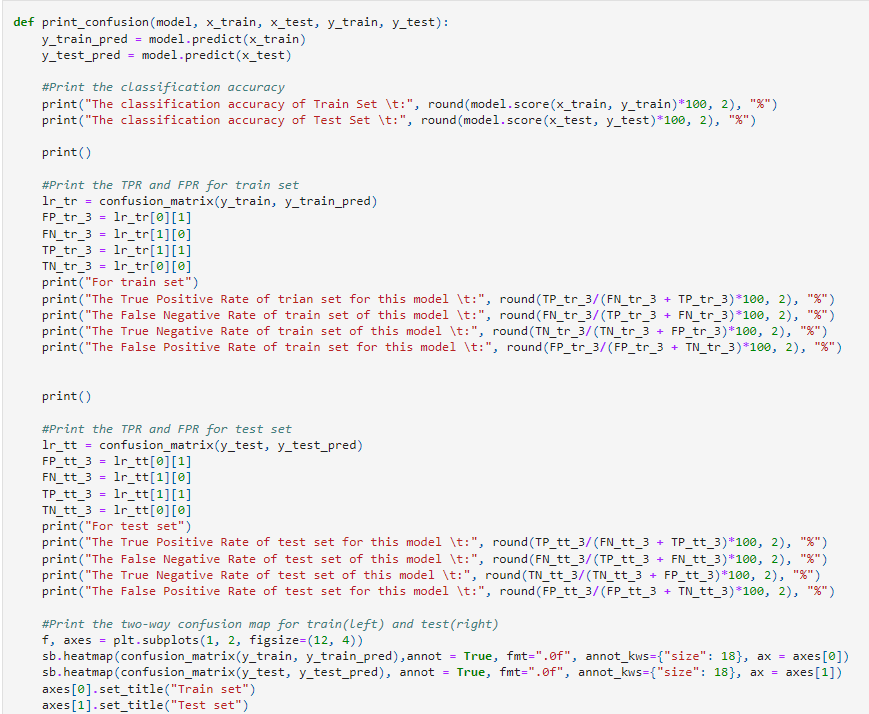 def print_confusion(model, x_train, x_test, y_train, y_test):
    y_train_pred = model.predict(x_train)
    y_test_pred = model.predict(x_test)

    #Print the classification accuracy
    print("The classification accuracy of Train Set \t:", round(model.score(x_train, y_train)*100, 2), "%")
    print("The classification accuracy of Test Set \t:", round(model.score(x_test, y_test)*100, 2), "%")

    print()

    #Print the TPR and FPR for train set
    lr_tr = confusion_matrix(y_train, y_train_pred)
    FP_tr_3 = lr_tr[0][1]
    FN_tr_3 = lr_tr[1][0]
    TP_tr_3 = lr_tr[1][1]
    TN_tr_3 = lr_tr[0][0]
    print("For train set")
    print("The True Positive Rate of trian set for this model \t:", round(TP_tr_3/(FN_tr_3 + TP_tr_3)*100, 2), "%")
    print("The False Negative Rate of train set of this model \t:", round(FN_tr_3/(TP_tr_3 + FN_tr_3)*100, 2), "%")
    print("The True Negative Rate of train set of this model \t:", round(TN_tr_3/(TN_tr_3 + FP_tr_3)*100, 2), "%")
    print("The False Positive Rate of train set for this model \t:", round(FP_tr_3/(FP_tr_3 + TN_tr_3)*100, 2), "%")


    print()

    #Print the TPR and FPR for test set
    lr_tt = confusion_matrix(y_test, y_test_pred)
    FP_tt_3 = lr_tt[0][1]
    FN_tt_3 = lr_tt[1][0]
    TP_tt_3 = lr_tt[1][1]
    TN_tt_3 = lr_tt[0][0]
    print("For test set")
    print("The True Positive Rate of test set for this model \t:", round(TP_tt_3/(FN_tt_3 + TP_tt_3)*100, 2), "%")
    print("The False Negative Rate of test set of this model \t:", round(FN_tt_3/(TP_tt_3 + FN_tt_3)*100, 2), "%")
    print("The True Negative Rate of test set of this model \t:", round(TN_tt_3/(TN_tt_3 + FP_tt_3)*100, 2), "%")
    print("The False Positive Rate of test set for this model \t:", round(FP_tt_3/(FP_tt_3 + TN_tt_3)*100, 2), "%")

    #Print the two-way confusion map for train(left) and test(right)
    f, axes = plt.subplots(1, 2, figsize=(12, 4))
    sb.heatmap(confusion_matrix(y_train, y_train_pred),annot = True, fmt=".0f", annot_kws={"size": 18}, ax = axes[0])
    sb.heatmap(confusion_matrix(y_test, y_test_pred), annot = True, fmt=".0f", annot_kws={"size": 18}, ax = axes[1])
    axes[0].set_title("Train set")
    axes[1].set_title("Test set")